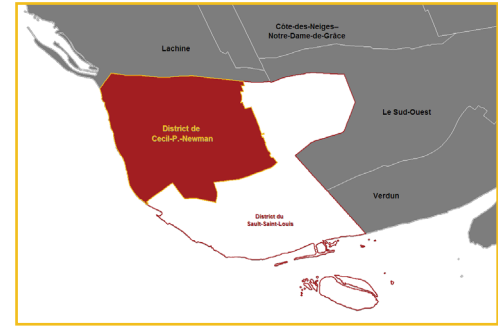 Côte-des-Neiges–
Notre-Dame-de-Grâce
Lachine
Le Sud-Ouest
District de
Cecil-P.-Newman
Verdun
District du
Sault-Saint-Louis